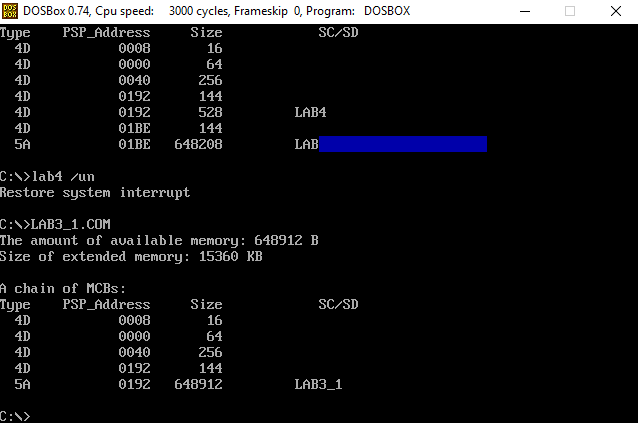 DOSBox 0.74, Cpu speed: 3000 cycles, Frameskip 0, Program: DOSBOX
Type PSP_Address Size SC/SD
4D 0008 16
4D 0000 64
4D 0040 256
4D 0192 144
4D 0192 528 LAB4
4D 01BE 144
5A 01BE 648208 LAB
C:\>lab4 /un
Restore system interrupt
C:\>LAB3_1.COM
The amount of available memory: 648912 B
Size of extended memory: 15360 KB
A chain of MCBs:
Type PSP_Address Size SC/SD
4D 0008 16
4D 0000 64
4D 0040 256
4D 0192 144
5A 0192 648912 LAB3_1
C:\>